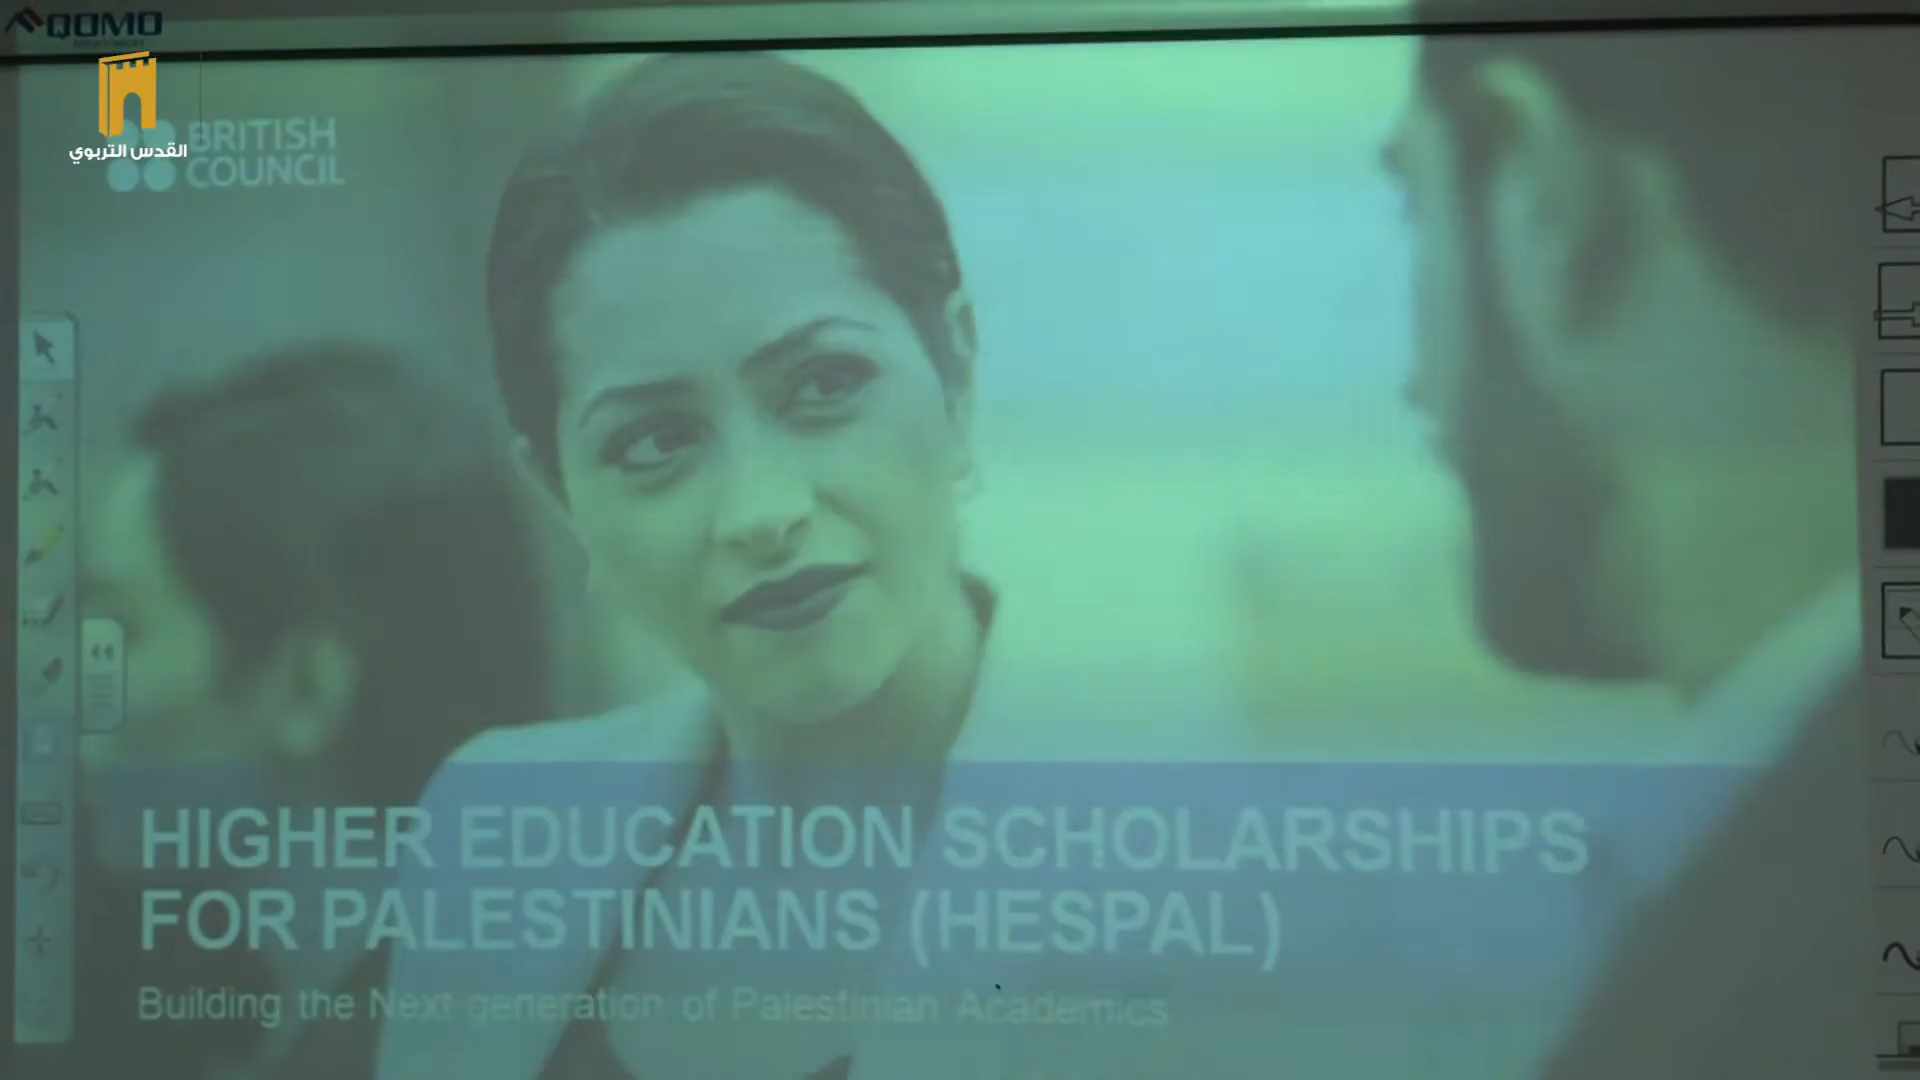 QOMO
القدس التربوي
BRITISH
COUNCIL
HIGHER EDUCATION SCHOLARSHIPS
FOR PALESTINIANS (HESPAL)
Building the Next generation of Palestinian Academics